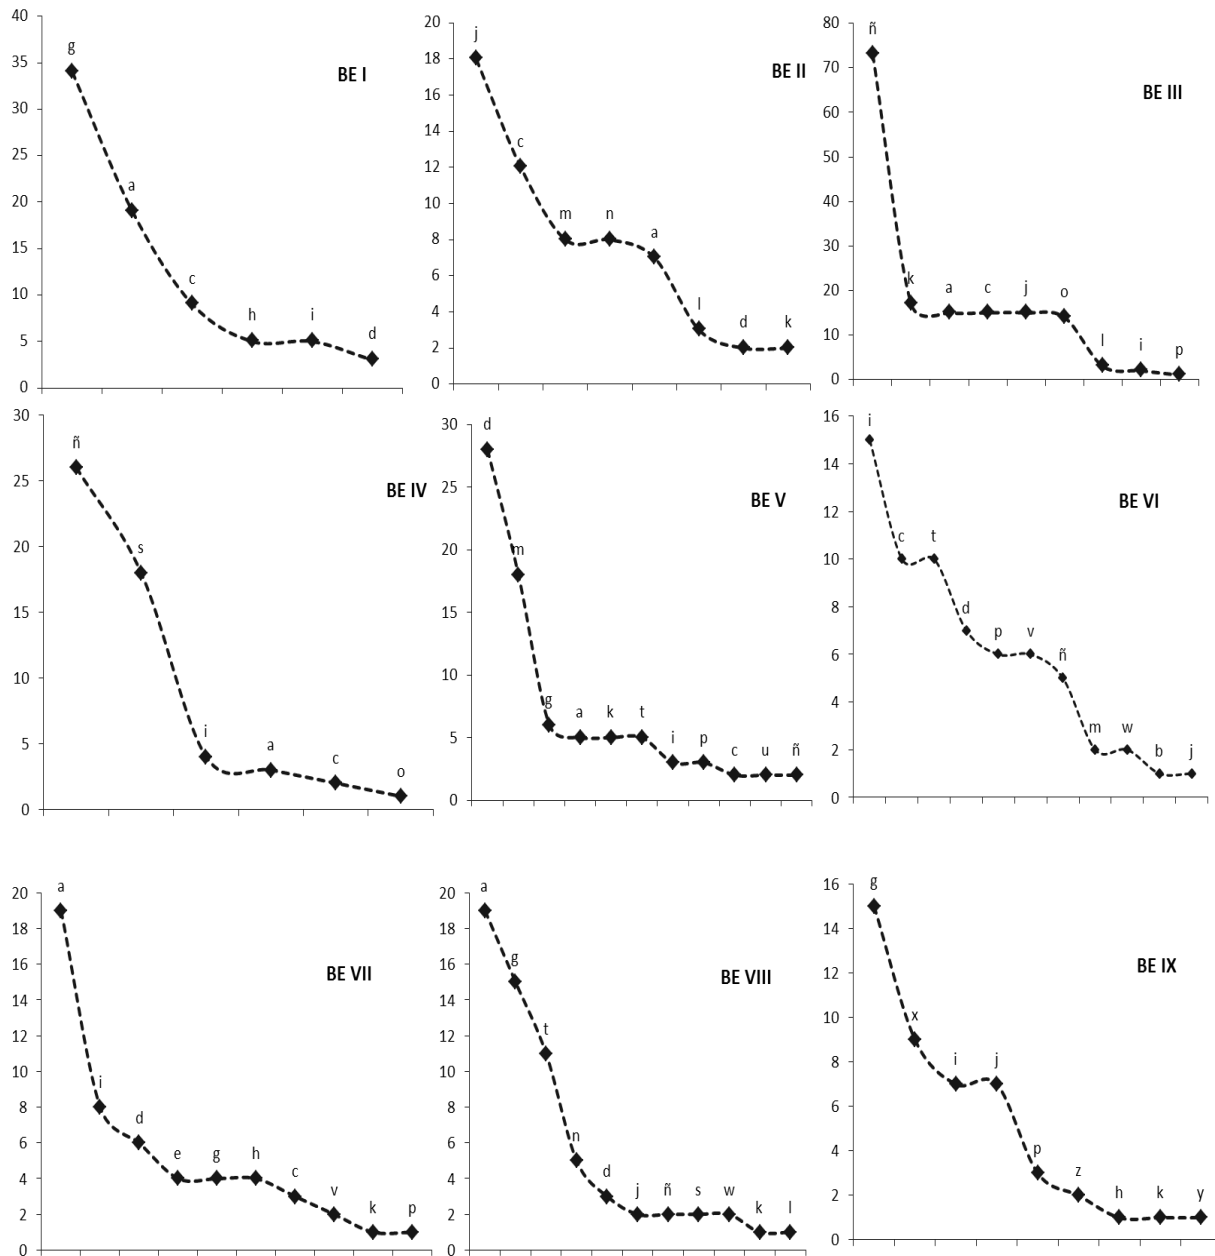 BE I
40
35
30
25
20
15
10
5
0
g
a
c
h
i
d
BE II
20
18
16
14
12
10
8
6
4
2
0
j
c
m
n
a
l
d
k
BE III
80
70
60
50
40
30
20
10
0
ñ
k
a
c
j
o
l
i
p
BE IV
30
25
20
15
10
5
0
ñ
s
i
a
c
o
BE V
30
25
20
15
10
5
0
d
m
g
a
k
t
i
p
c
u
ñ
BE VI
16
14
12
10
8
6
4
2
0
i
c
t
d
p
v
ñ
m
w
b
j
BE VII
20
18
16
14
12
10
8
6
4
2
0
a
i
d
e
g
h
c
v
k
p
BE VIII
20
18
16
14
12
10
8
6
4
2
0
a
g
t
n
d
j
ñ
s
w
k
l
BE IX
16
14
12
10
8
6
4
2
0
g
x
i
j
p
z
h
k
y